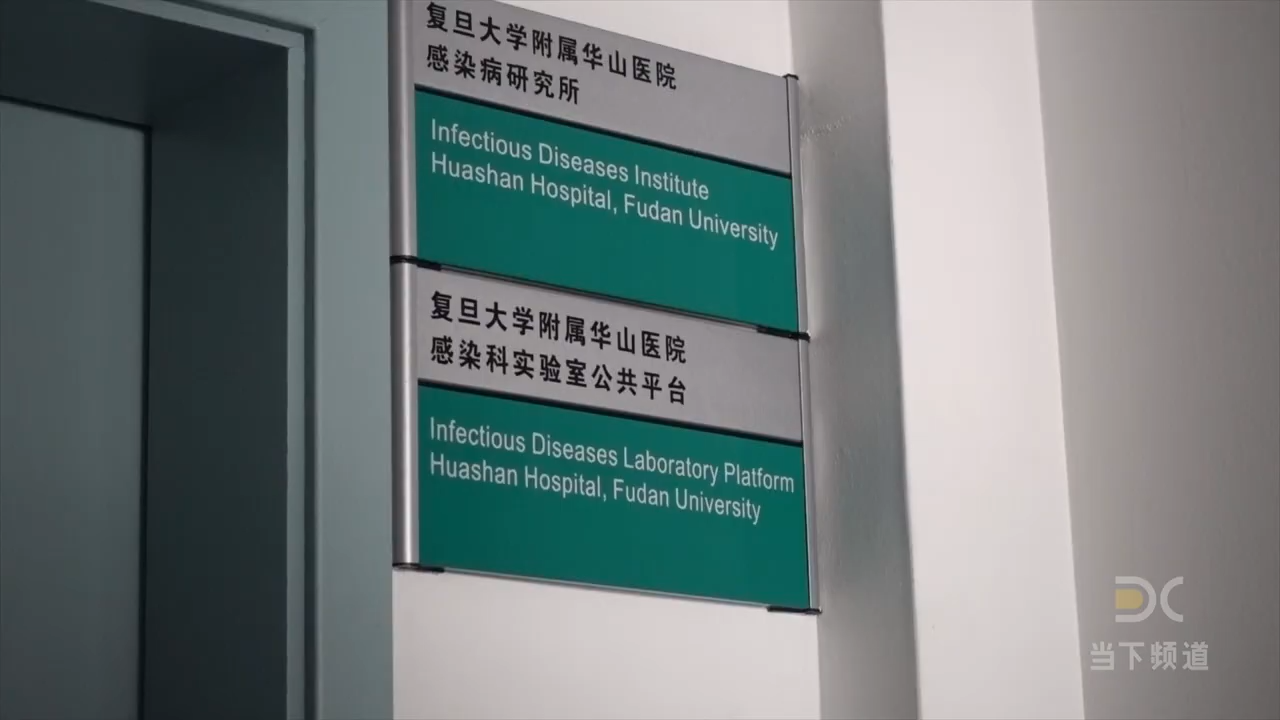 复旦大学附属华山医院
感染病研究所
Infectious Diseases Institute
Huashan Hospital, Fudan University
复旦大学附属华山医院
感染科实验室公共平台
Infectious Diseases Laboratory Platform
Huashan Hospital, Fudan University
DC
当下频道